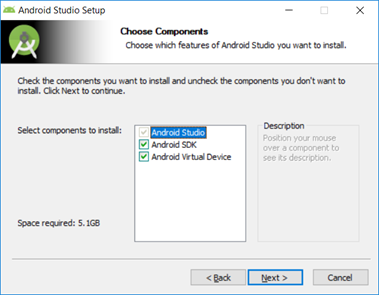 Android Studio Setup
Choose Components
Choose which features of Android Studio you want to install.
Check the components you want to install and uncheck the components you don't want to
install. Click Next to continue.
Select components to install:
Android Studio
Android SDK
Android Virtual Device
Description
Position your mouse
over a component to
see its description.
Space required: 5.1GB
< Back
Next >
Cancel